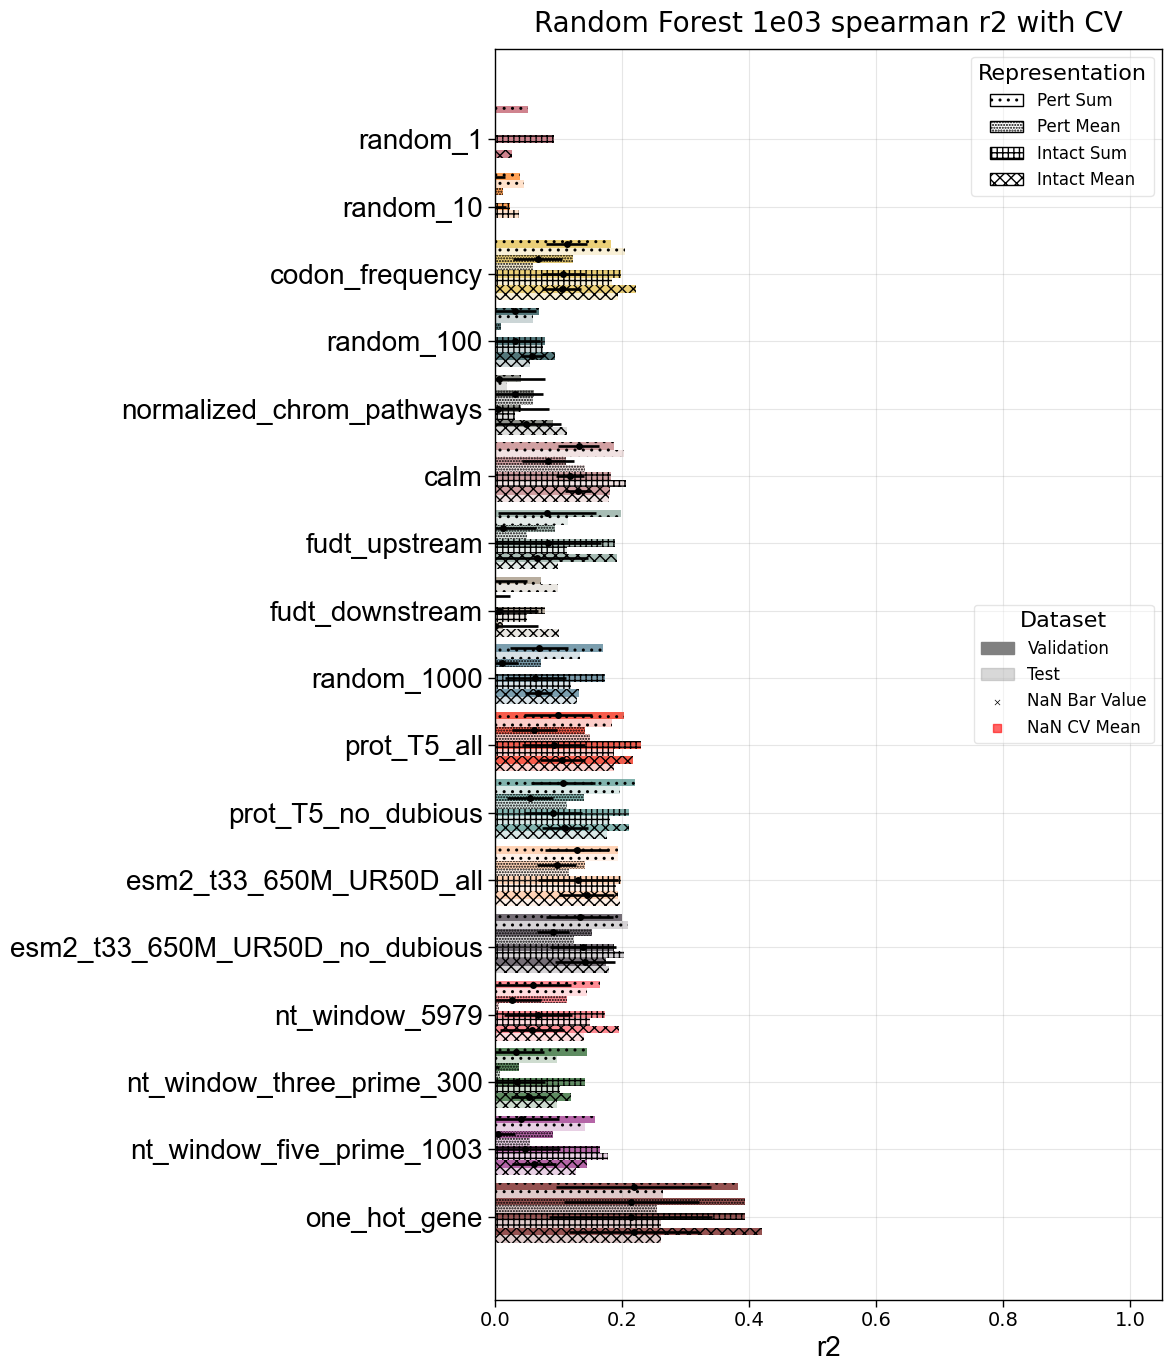 Random Forest 1e03 spearman r2 with CV
Representation
Pert Sum
Pert Mean
Intact Sum
Intact Mean
random_1
random_10
codon_frequency
random_100
normalized_chrom_pathways
calm
fudt_upstream
fudt_downstream
random_1000
prot_T5_all
prot_T5_no_dubious
esm2_t33_650M_UR50D_all
esm2_t33_650M_UR50D_no_dubious
nt_window_5979
nt_window_three_prime_300
nt_window_five_prime_1003
one_hot_gene
Dataset
Validation
Test
NaN Bar Value
NaN CV Mean
0.0 0.2 0.4 0.6 0.8 1.0
r2